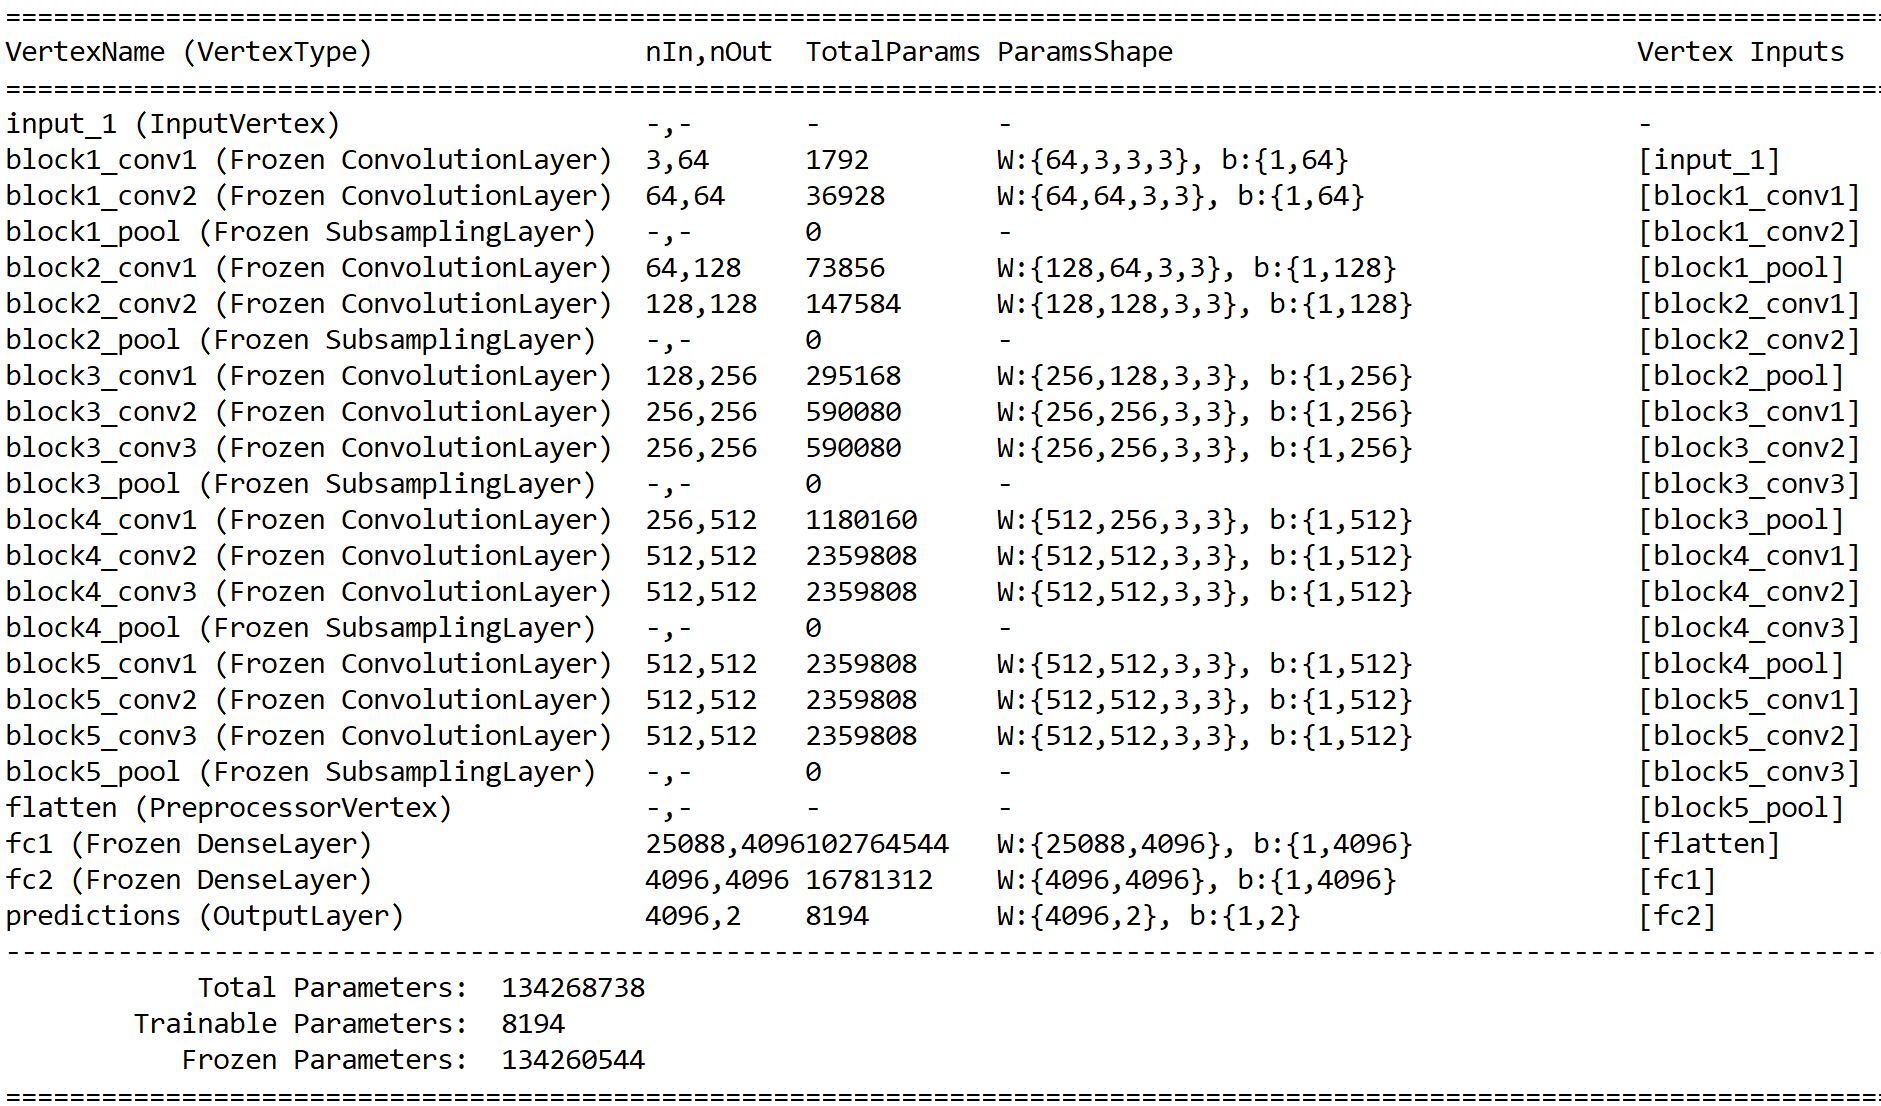 ========================================================================================================================
VertexName (VertexType)                 nIn,nOut  TotalParams ParamsShape                             Vertex Inputs
========================================================================================================================
input_1 (InputVertex)                   -,-       -           -                                       -
block1_conv1 (Frozen ConvolutionLayer)  3,64      1792        W:{64,3,3,3}, b:{1,64}                  [input_1]
block1_conv2 (Frozen ConvolutionLayer)  64,64     36928       W:{64,64,3,3}, b:{1,64}                 [block1_conv1]
block1_pool (Frozen SubsamplingLayer)   -,-       0           -                                       [block1_conv2]
block2_conv1 (Frozen ConvolutionLayer)  64,128    73856       W:{128,64,3,3}, b:{1,128}               [block1_pool]
block2_conv2 (Frozen ConvolutionLayer)  128,128   147584      W:{128,128,3,3}, b:{1,128}              [block2_conv1]
block2_pool (Frozen SubsamplingLayer)   -,-       0           -                                       [block2_conv2]
block3_conv1 (Frozen ConvolutionLayer)  128,256   295168      W:{256,128,3,3}, b:{1,256}              [block2_pool]
block3_conv2 (Frozen ConvolutionLayer)  256,256   590080      W:{256,256,3,3}, b:{1,256}              [block3_conv1]
block3_conv3 (Frozen ConvolutionLayer)  256,256   590080      W:{256,256,3,3}, b:{1,256}              [block3_conv2]
block3_pool (Frozen SubsamplingLayer)   -,-       0           -                                       [block3_conv3]
block4_conv1 (Frozen ConvolutionLayer)  256,512   1180160     W:{512,256,3,3}, b:{1,512}              [block3_pool]
block4_conv2 (Frozen ConvolutionLayer)  512,512   2359808     W:{512,512,3,3}, b:{1,512}              [block4_conv1]
block4_conv3 (Frozen ConvolutionLayer)  512,512   2359808     W:{512,512,3,3}, b:{1,512}              [block4_conv2]
block4_pool (Frozen SubsamplingLayer)   -,-       0           -                                       [block4_conv3]
block5_conv1 (Frozen ConvolutionLayer)  512,512   2359808     W:{512,512,3,3}, b:{1,512}              [block4_pool]
block5_conv2 (Frozen ConvolutionLayer)  512,512   2359808     W:{512,512,3,3}, b:{1,512}              [block5_conv1]
block5_conv3 (Frozen ConvolutionLayer)  512,512   2359808     W:{512,512,3,3}, b:{1,512}              [block5_conv2]
block5_pool (Frozen SubsamplingLayer)   -,-       0           -                                       [block5_conv3]
flatten (PreprocessorVertex)            -,-       -           -                                       [block5_pool]
fc1 (Frozen DenseLayer)                 25088,4096102764544   W:{25088,4096}, b:{1,4096}              [flatten]
fc2 (Frozen DenseLayer)                 4096,4096 16781312    W:{4096,4096}, b:{1,4096}               [fc1]
predictions (OutputLayer)               4096,2    8194        W:{4096,2}, b:{1,2}                     [fc2]
------------------------------------------------------------------------------------------------------------------------
            Total Parameters:  134268738
        Trainable Parameters:  8194
           Frozen Parameters:  134260544
========================================================================================================================